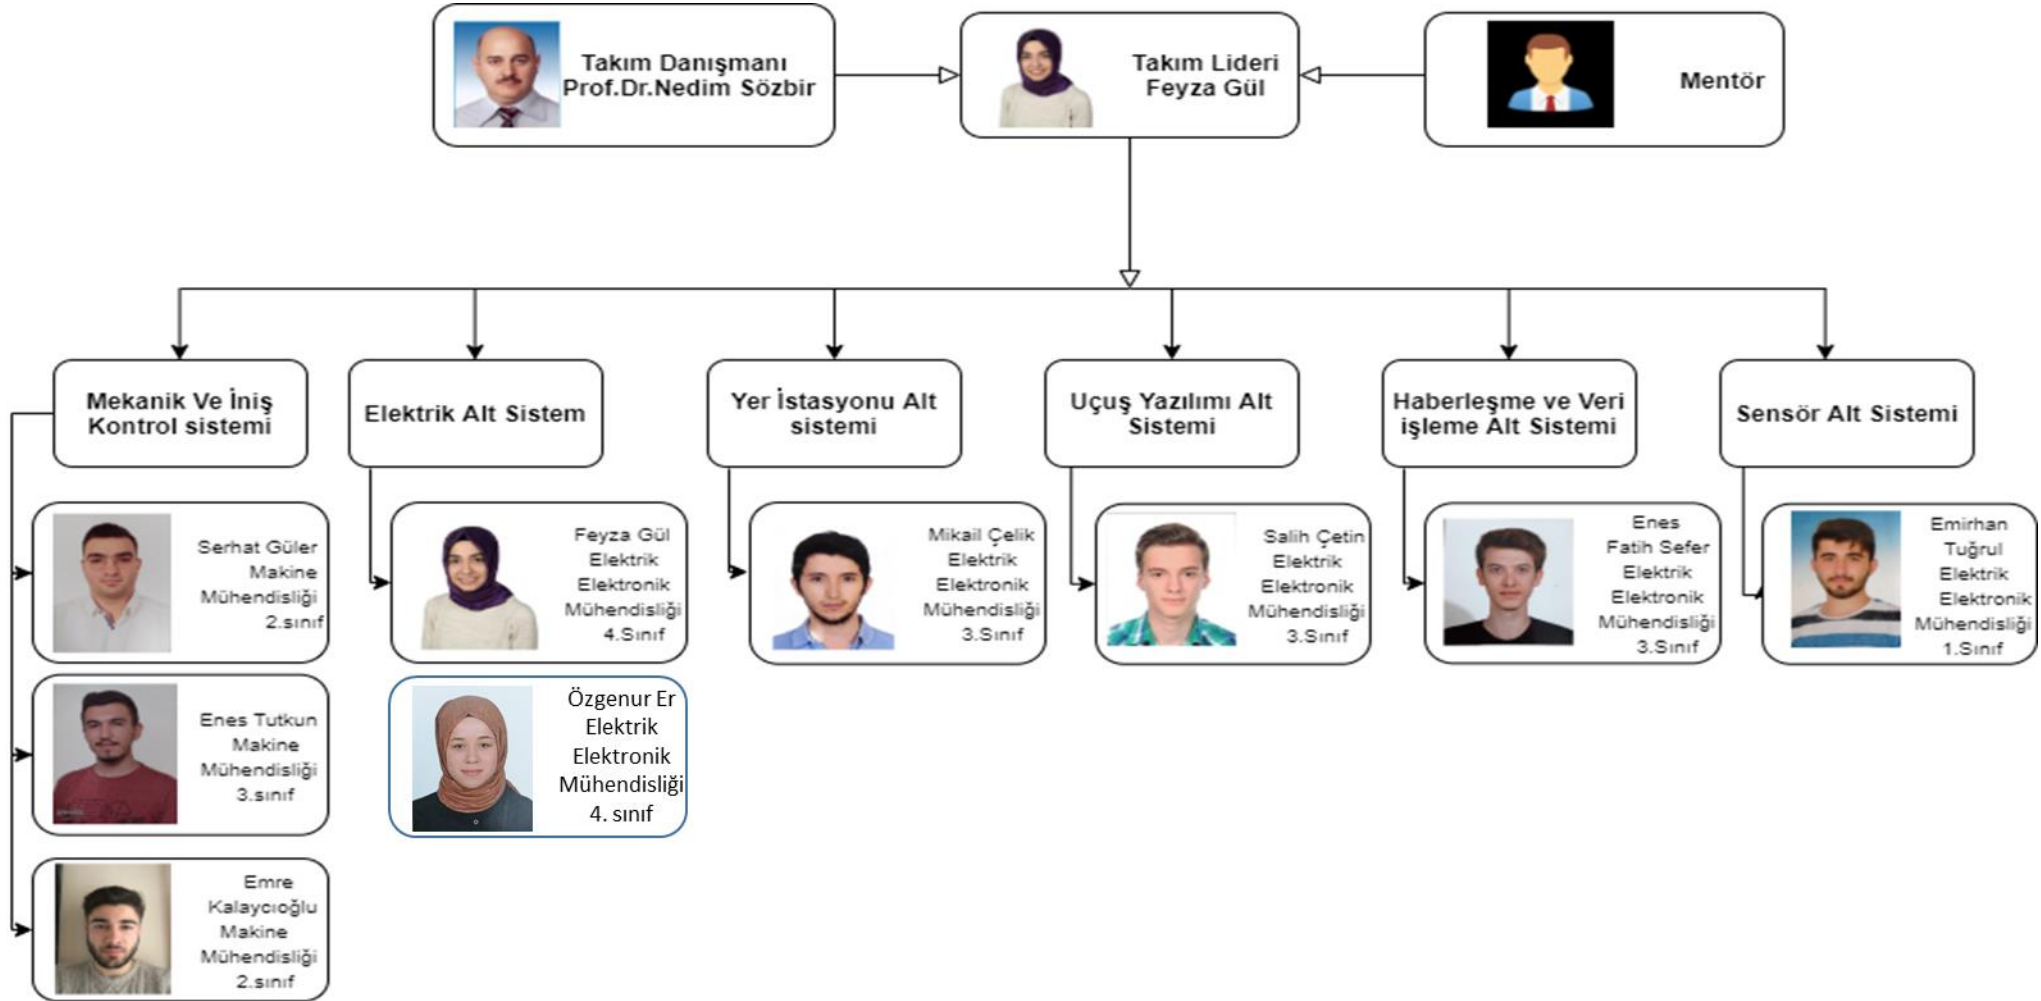 Takım Danışmanı
Prof.Dr.Nedim Sözbir
Takım Lideri
Feyza Gül
Mentör
Mekanik Ve İniş
Kontrol sistemi
Elektrik Alt Sistem
Yer İstasyonu Alt
sistemi
Uçuş Yazılımı Alt
Sistemi
Haberleşme ve Veri
işleme Alt Sistemi
Sensör Alt Sistemi
Serhat Güler
Makine
Mühendisliği
2.sınıf
Enes Tutkun
Makine
Mühendisliği
3.sınıf
Emre
Kalaycıoğlu
Makine
Mühendisliği
2.sınıf
Feyza Gül
Elektrik
Elektronik
Mühendisliği
4.Sınıf
Özgenur Er
Elektrik
Elektronik
Mühendisliği
4. sınıf
Mikail Çelik
Elektrik
Elektronik
Mühendisliği
3.Sınıf
Salih Çetin
Elektrik
Elektronik
Mühendisliği
3.Sınıf
Enes
Fatih Sefer
Elektrik
Elektronik
Mühendisliği
3.Sınıf
Emirhan
Tuğrul
Elektrik
Elektronik
Mühendisliği
1.Sınıf